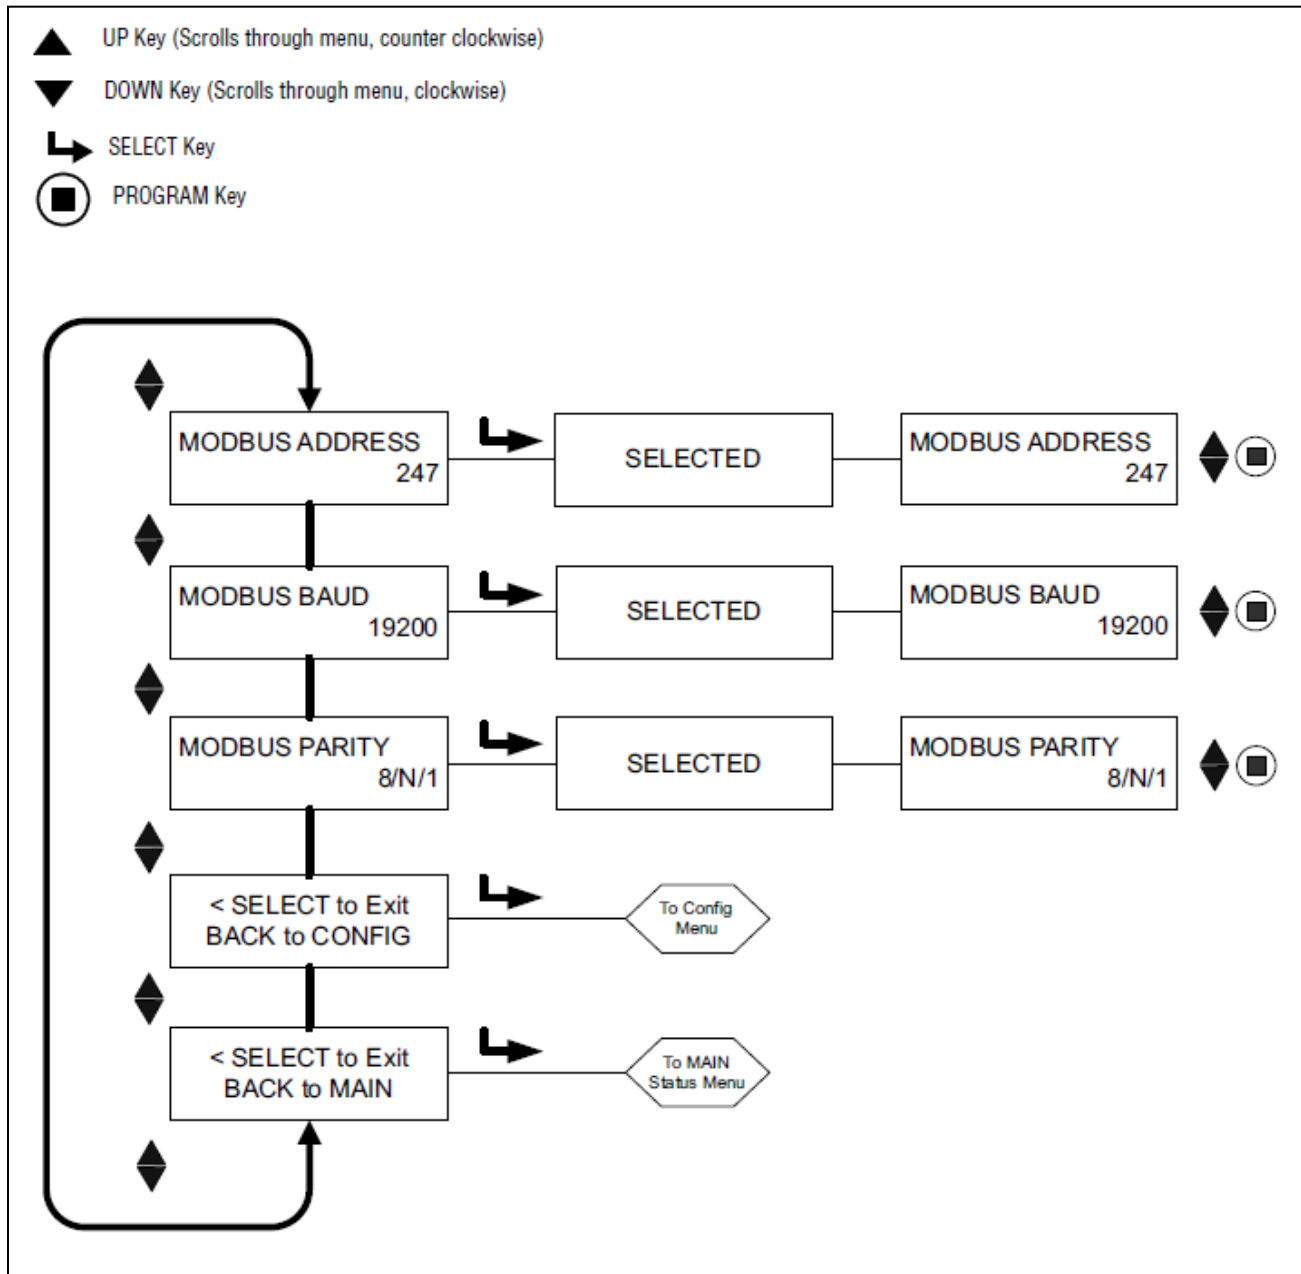 UP Key (Scrolls through menu, counter clockwise)
DOWN Key (Scrolls through menu, clockwise)
SELECT Key
PROGRAM Key
MODBUS ADDRESS
247
SELECTED
MODBUS ADDRESS
247
MODBUS BAUD
19200
SELECTED
MODBUS BAUD
19200
MODBUS PARITY
8/N/1
SELECTED
MODBUS PARITY
8/N/1
< SELECT to Exit
BACK to CONFIG
To Config
Menu
< SELECT to Exit
BACK to MAIN
To MAIN
Status Menu